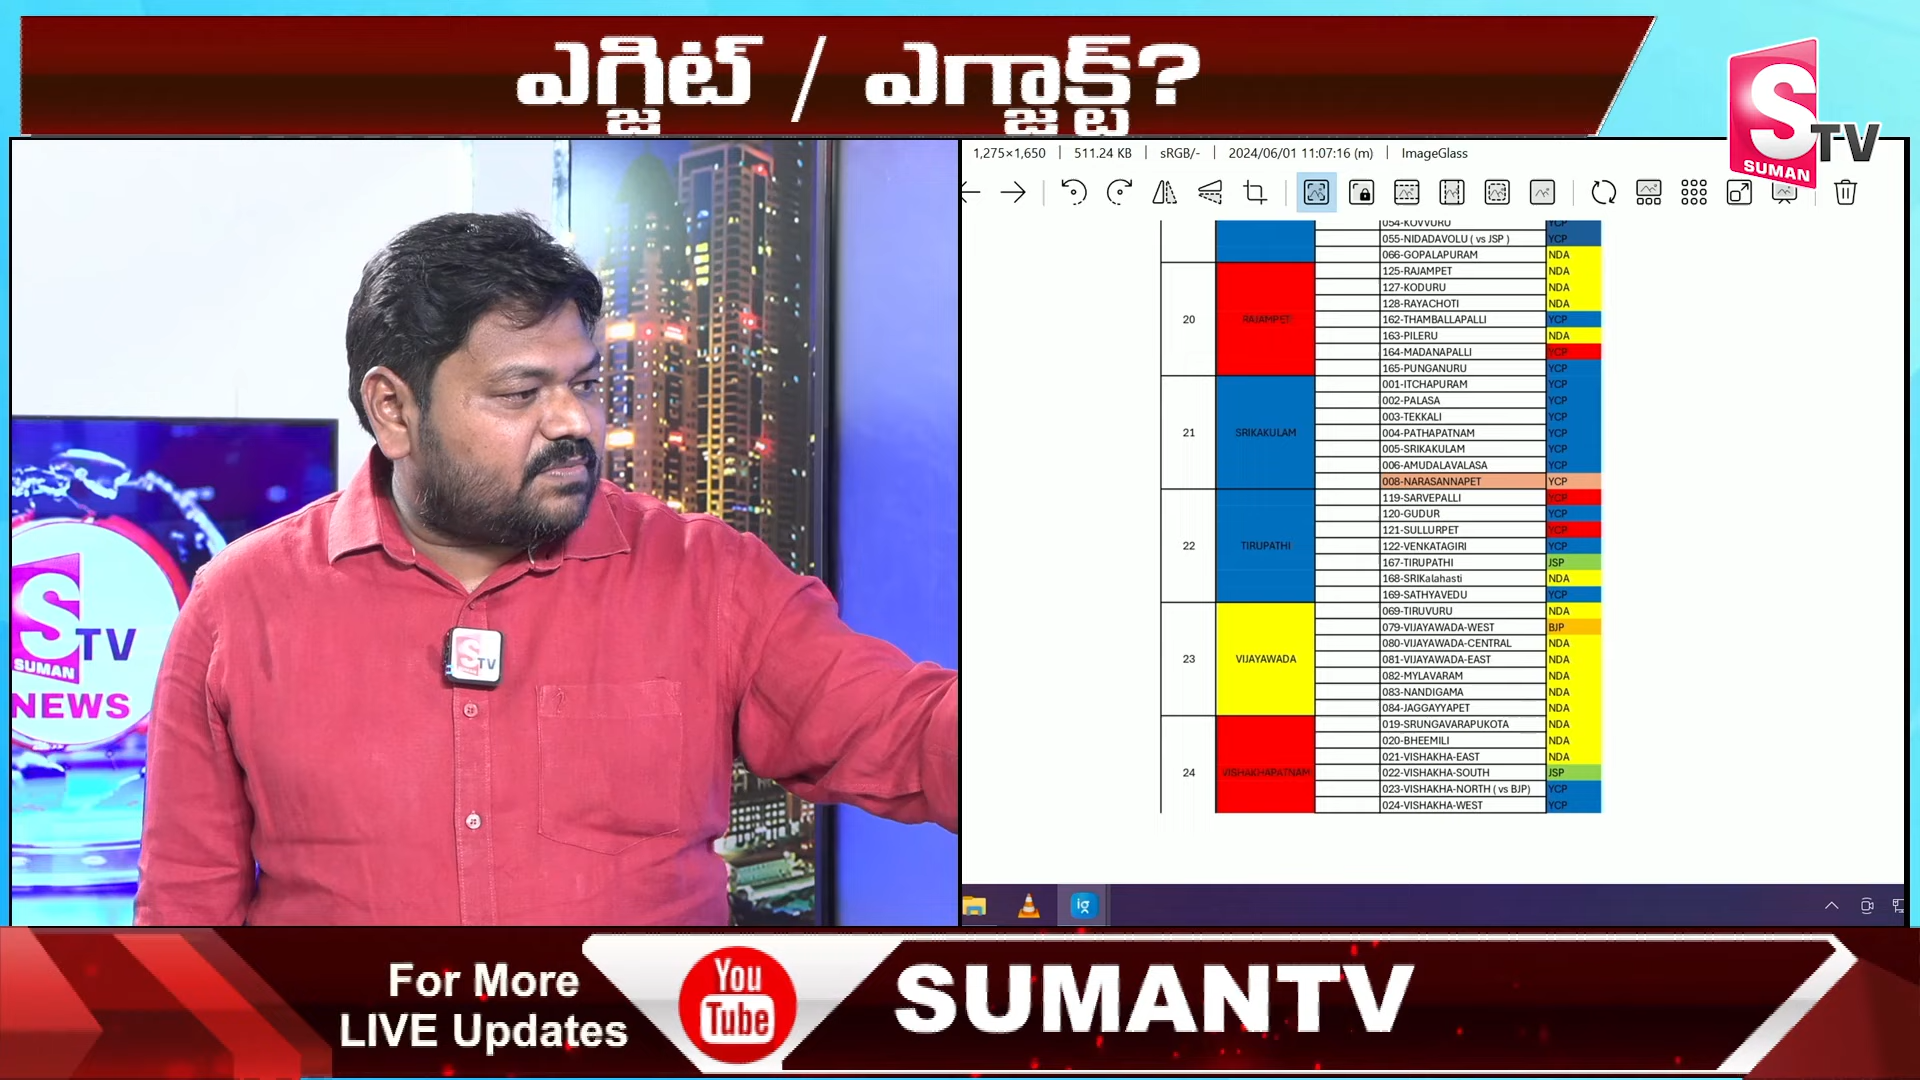 ఎగ్జిట్ / ఎగ్జాక్ట్?
S
SUMAN
TV
1,275×1,650 | 511.24 KB | sRGB/- | 2024/06/01 11:07:16 (m) | ImageGlass
054-KOVVURU YCP
055-NIDADAVOLU ( vs JSP ) YCP
066-GOPALAPURAM NDA
20 RAJAMPET
125-RAJAMPET NDA
127-KODURU NDA
128-RAYACHOTI NDA
162-THAMBALLAPALLI YCP
163-PILERU NDA
164-MADANAPALLI YCP
165-PUNGANURU YCP
21 SRIKAKULAM
001-ITCHAPURAM YCP
002-PALASA YCP
003-TEKKALI YCP
004-PATHAPATNAM YCP
005-SRIKAKULAM YCP
006-AMUDALAVALASA YCP
008-NARASANNAPET YCP
22 TIRUPATHI
119-SARVEPALLI YCP
120-GUDUR YCP
121-SULLURPET YCP
122-VENKATAGIRI YCP
167-TIRUPATHI JSP
168-SRIKalahasti NDA
169-SATHYAVEDU YCP
23 VIJAYAWADA
069-TIRUVURU NDA
079-VIJAYAWADA-WEST BJP
080-VIJAYAWADA-CENTRAL NDA
081-VIJAYAWADA-EAST NDA
082-MYLAVARAM NDA
083-NANDIGAMA NDA
084-JAGGAYYAPET NDA
24 VISHAKHAPATNAM
019-SRUNGAVARAPUKOTA NDA
020-BHEEMILI NDA
021-VISHAKHA-EAST NDA
022-VISHAKHA-SOUTH JSP
023-VISHAKHA-NORTH ( vs BJP) YCP
024-VISHAKHA-WEST YCP
S
TV
SUMAN
NEWS
S
TV
ig
For More
LIVE Updates
You
Tube
SUMANTV